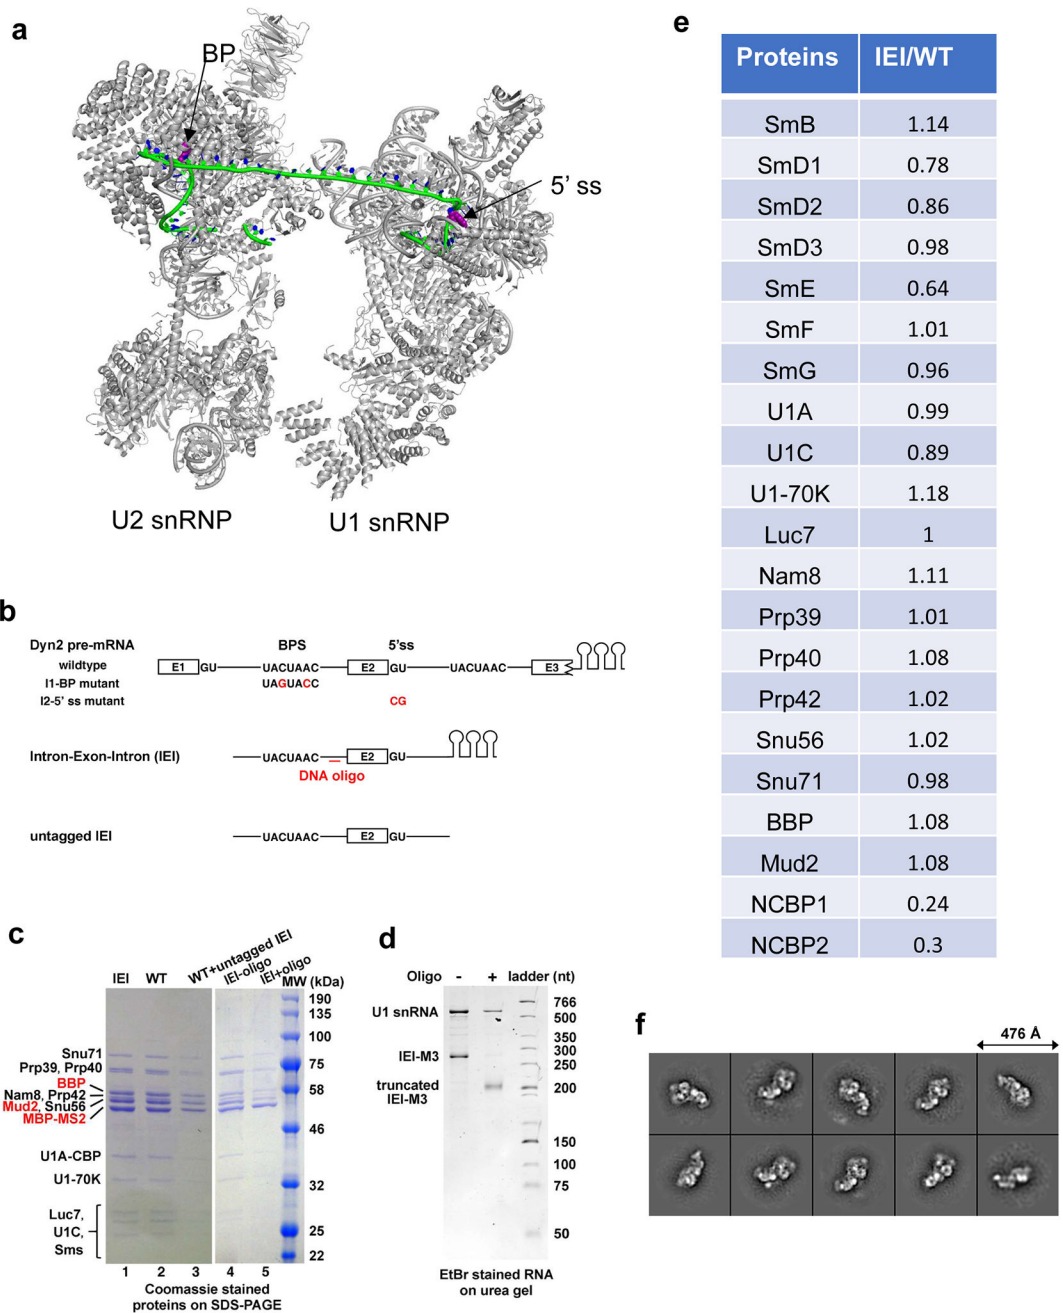 a
BP
5’ ss
U2 snRNP
U1 snRNP
b
Dyn2 pre-mRNA
BPS
5’ss
wildtype
E1
GU
UACUAAC
E2
GU
UACUAAC
E3
I1-BP mutant
UAGUACC
I2-5’ ss mutant
CG
Intron-Exon-Intron (IEI)
UACUAAC
E2
GU
DNA oligo
untagged IEI
UACUAAC
E2
GU
c
IEI
WT
WT+untagged IEI
IEI-oligo
IEI+oligo
MW (kDa)
190
135
100
75
58
46
32
25
22
Snu71
Prp39, Prp40
BBP
Nam8, Prp42
Mud2, Snu56
MBP-MS2
U1A-CBP
U1-70K
Luc7,
U1C,
Sms
1 2 3 4 5
Coomassie stained
proteins on SDS-PAGE
d
Oligo - + ladder (nt)
U1 snRNA
IEI-M3
truncated
IEI-M3
766
500
350
300
250
200
150
100
75
50
EtBr stained RNA
on urea gel
e
Proteins IEI/WT
SmB 1.14
SmD1 0.78
SmD2 0.86
SmD3 0.98
SmE 0.64
SmF 1.01
SmG 0.96
U1A 0.99
U1C 0.89
U1-70K 1.18
Luc7 1
Nam8 1.11
Prp39 1.01
Prp40 1.08
Prp42 1.02
Snu56 1.02
Snu71 0.98
BBP 1.08
Mud2 1.08
NCBP1 0.24
NCBP2 0.3
f
476 Å